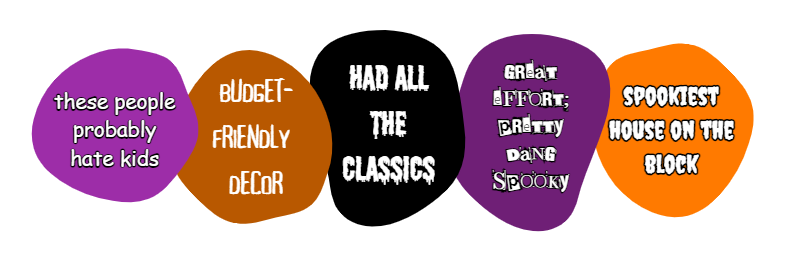 these people
probably
hate kids
BUDGET-
FRIENDLY
DECOR
HAD ALL
THE
CLASSICS
GREaT
EFFORT;
PRETTY
DaNG
SPOOKY
SPOOKIEST
HOUSE ON THE
BLOCK